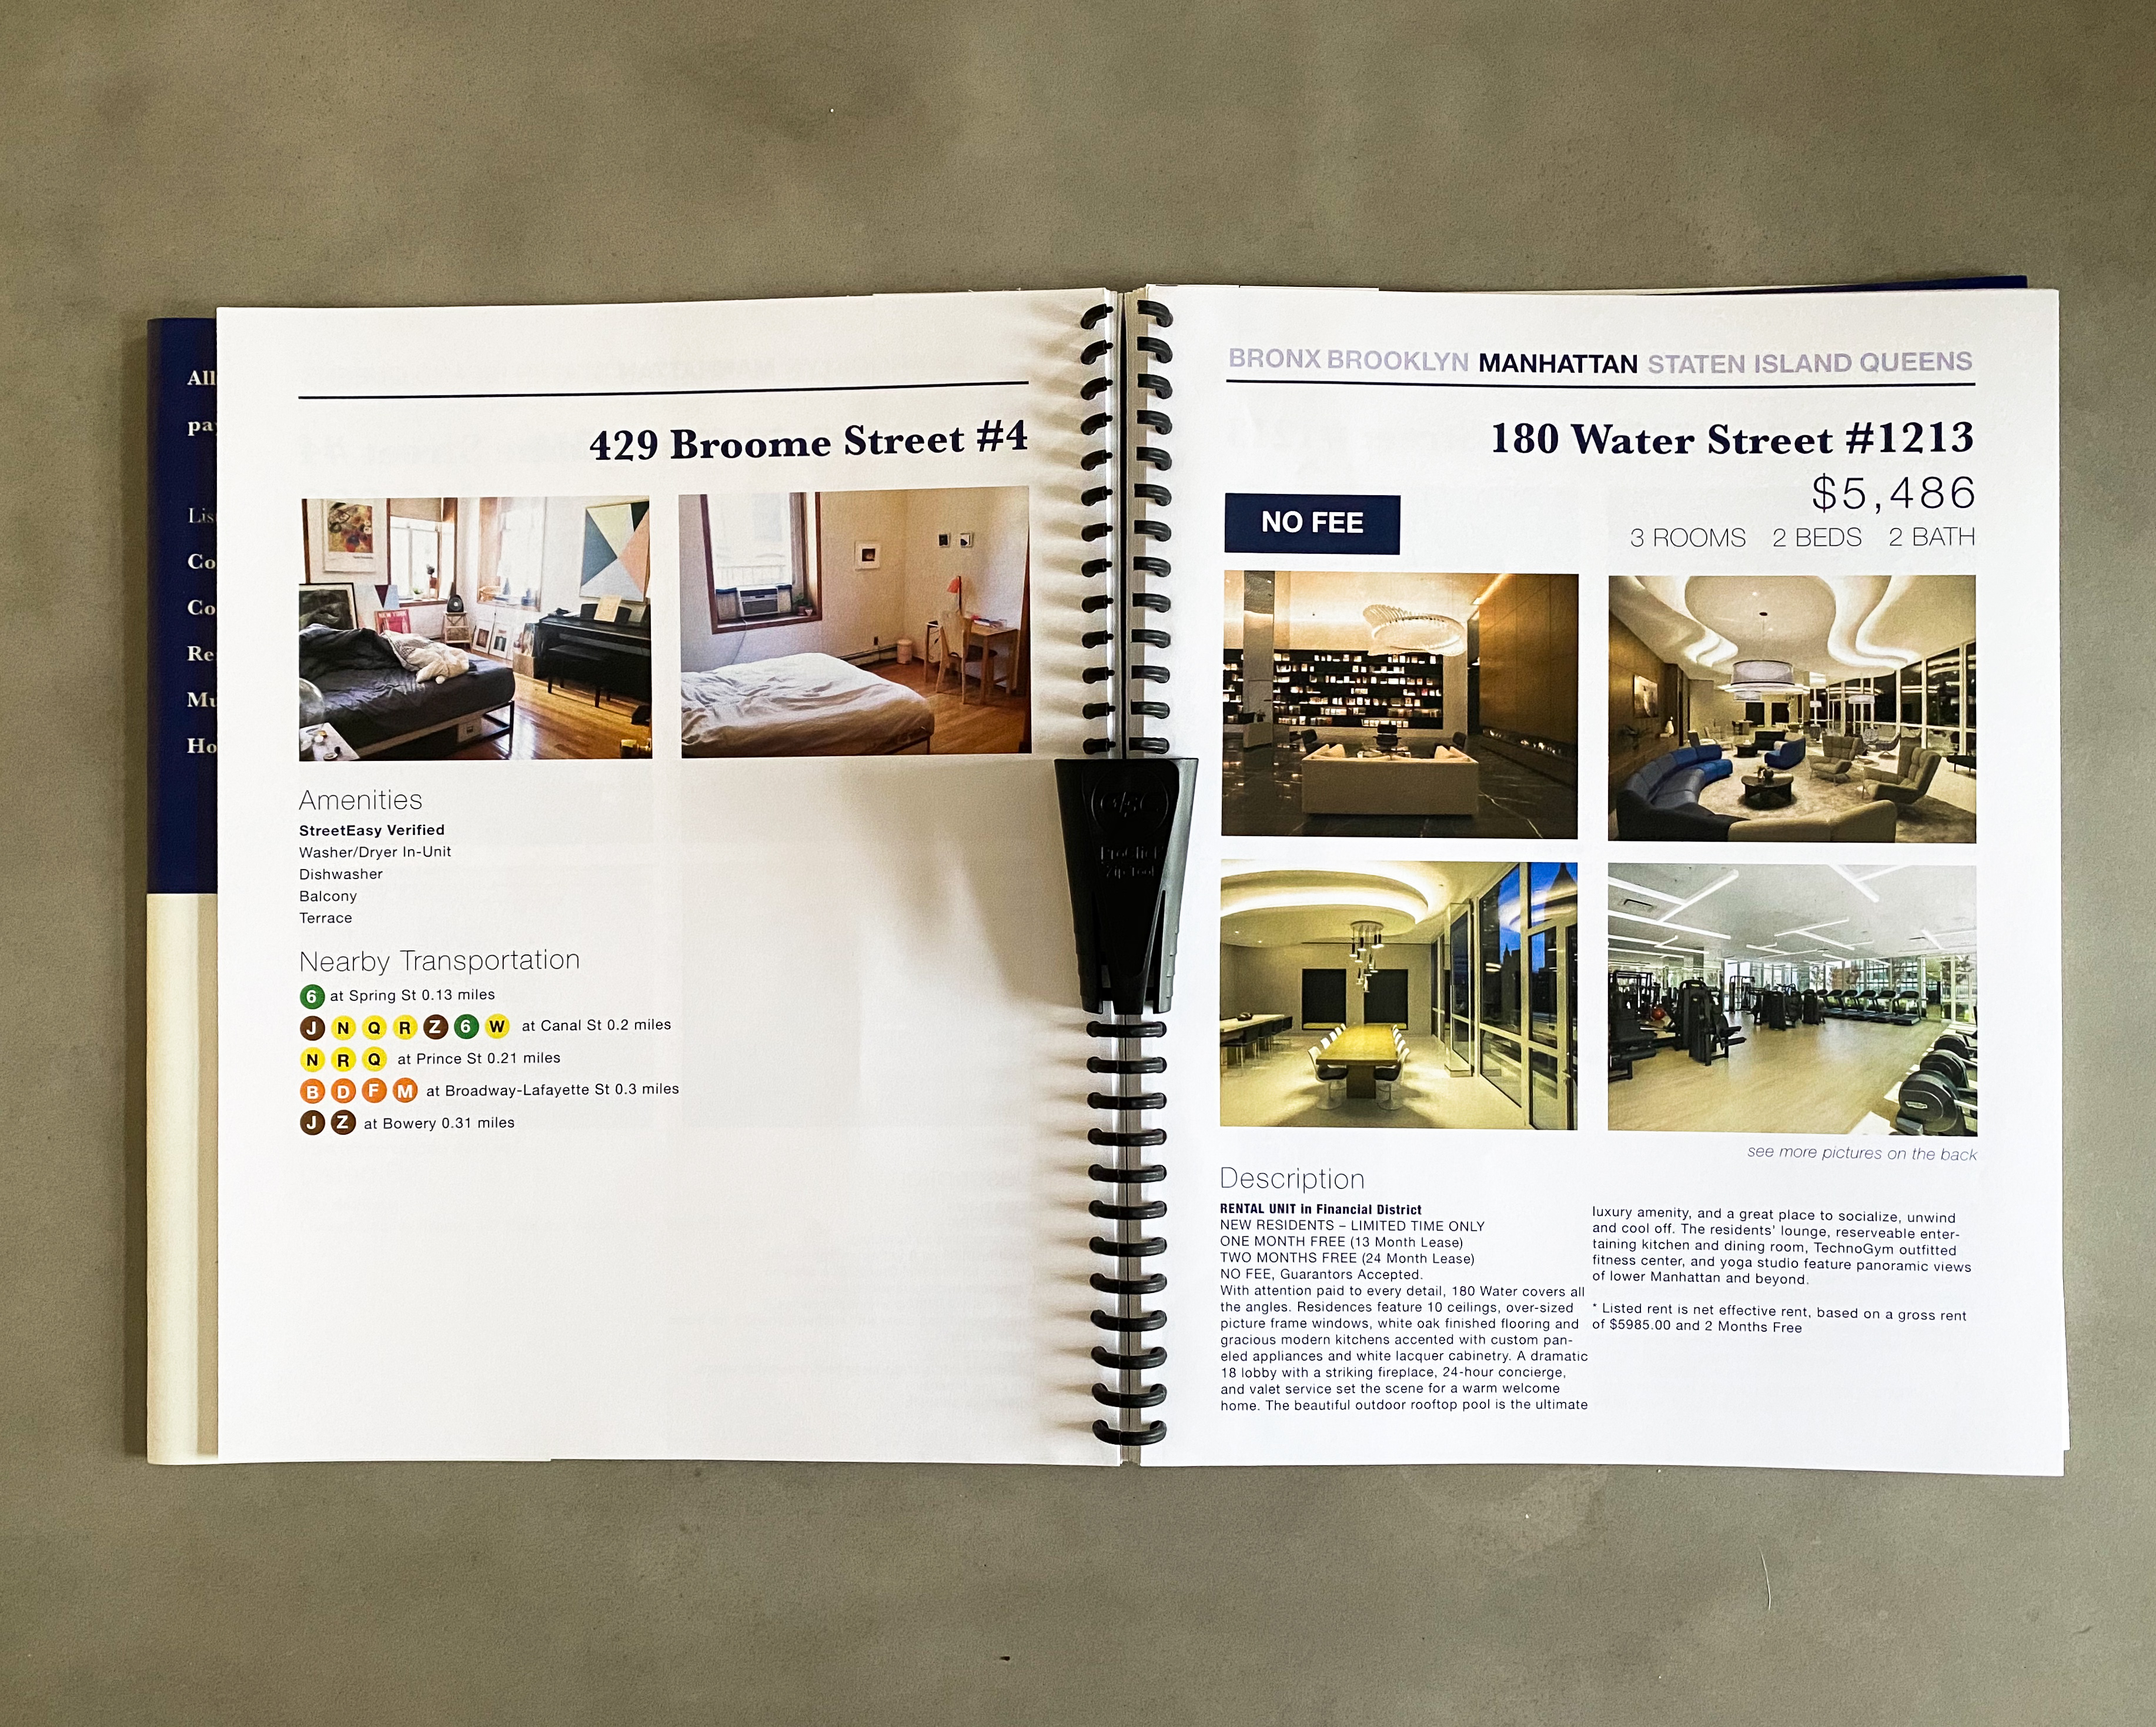 All
pa
Lis
Co
Co
Re
Mu
Ho
429 Broome Street #4
Amenities
StreetEasy Verified
Washer/Dryer In-Unit
Dishwasher
Balcony
Terrace
Nearby Transportation
6 at Spring St 0.13 miles
J N Q R Z 6 W at Canal St 0.2 miles
N R Q at Prince St 0.21 miles
B D F M at Broadway-Lafayette St 0.3 miles
J Z at Bowery 0.31 miles
BRONX BROOKLYN MANHATTAN STATEN ISLAND QUEENS
180 Water Street #1213
$5,486
NO FEE
3 ROOMS 2 BEDS 2 BATH
see more pictures on the back
Description
RENTAL UNIT in Financial District
NEW RESIDENTS – LIMITED TIME ONLY
ONE MONTH FREE (13 Month Lease)
TWO MONTHS FREE (24 Month Lease)
NO FEE, Guarantors Accepted.
With attention paid to every detail, 180 Water covers all
the angles. Residences feature 10 ceilings, over-sized
picture frame windows, white oak finished flooring and
gracious modern kitchens accented with custom pan-
eled appliances and white lacquer cabinetry. A dramatic
18 lobby with a striking fireplace, 24-hour concierge,
and valet service set the scene for a warm welcome
home. The beautiful outdoor rooftop pool is the ultimate
luxury amenity, and a great place to socialize, unwind
and cool off. The residents' lounge, reserveable enter-
taining kitchen and dining room, TechnoGym outfitted
fitness center, and yoga studio feature panoramic views
of lower Manhattan and beyond.
* Listed rent is net effective rent, based on a gross rent
of $5985.00 and 2 Months Free